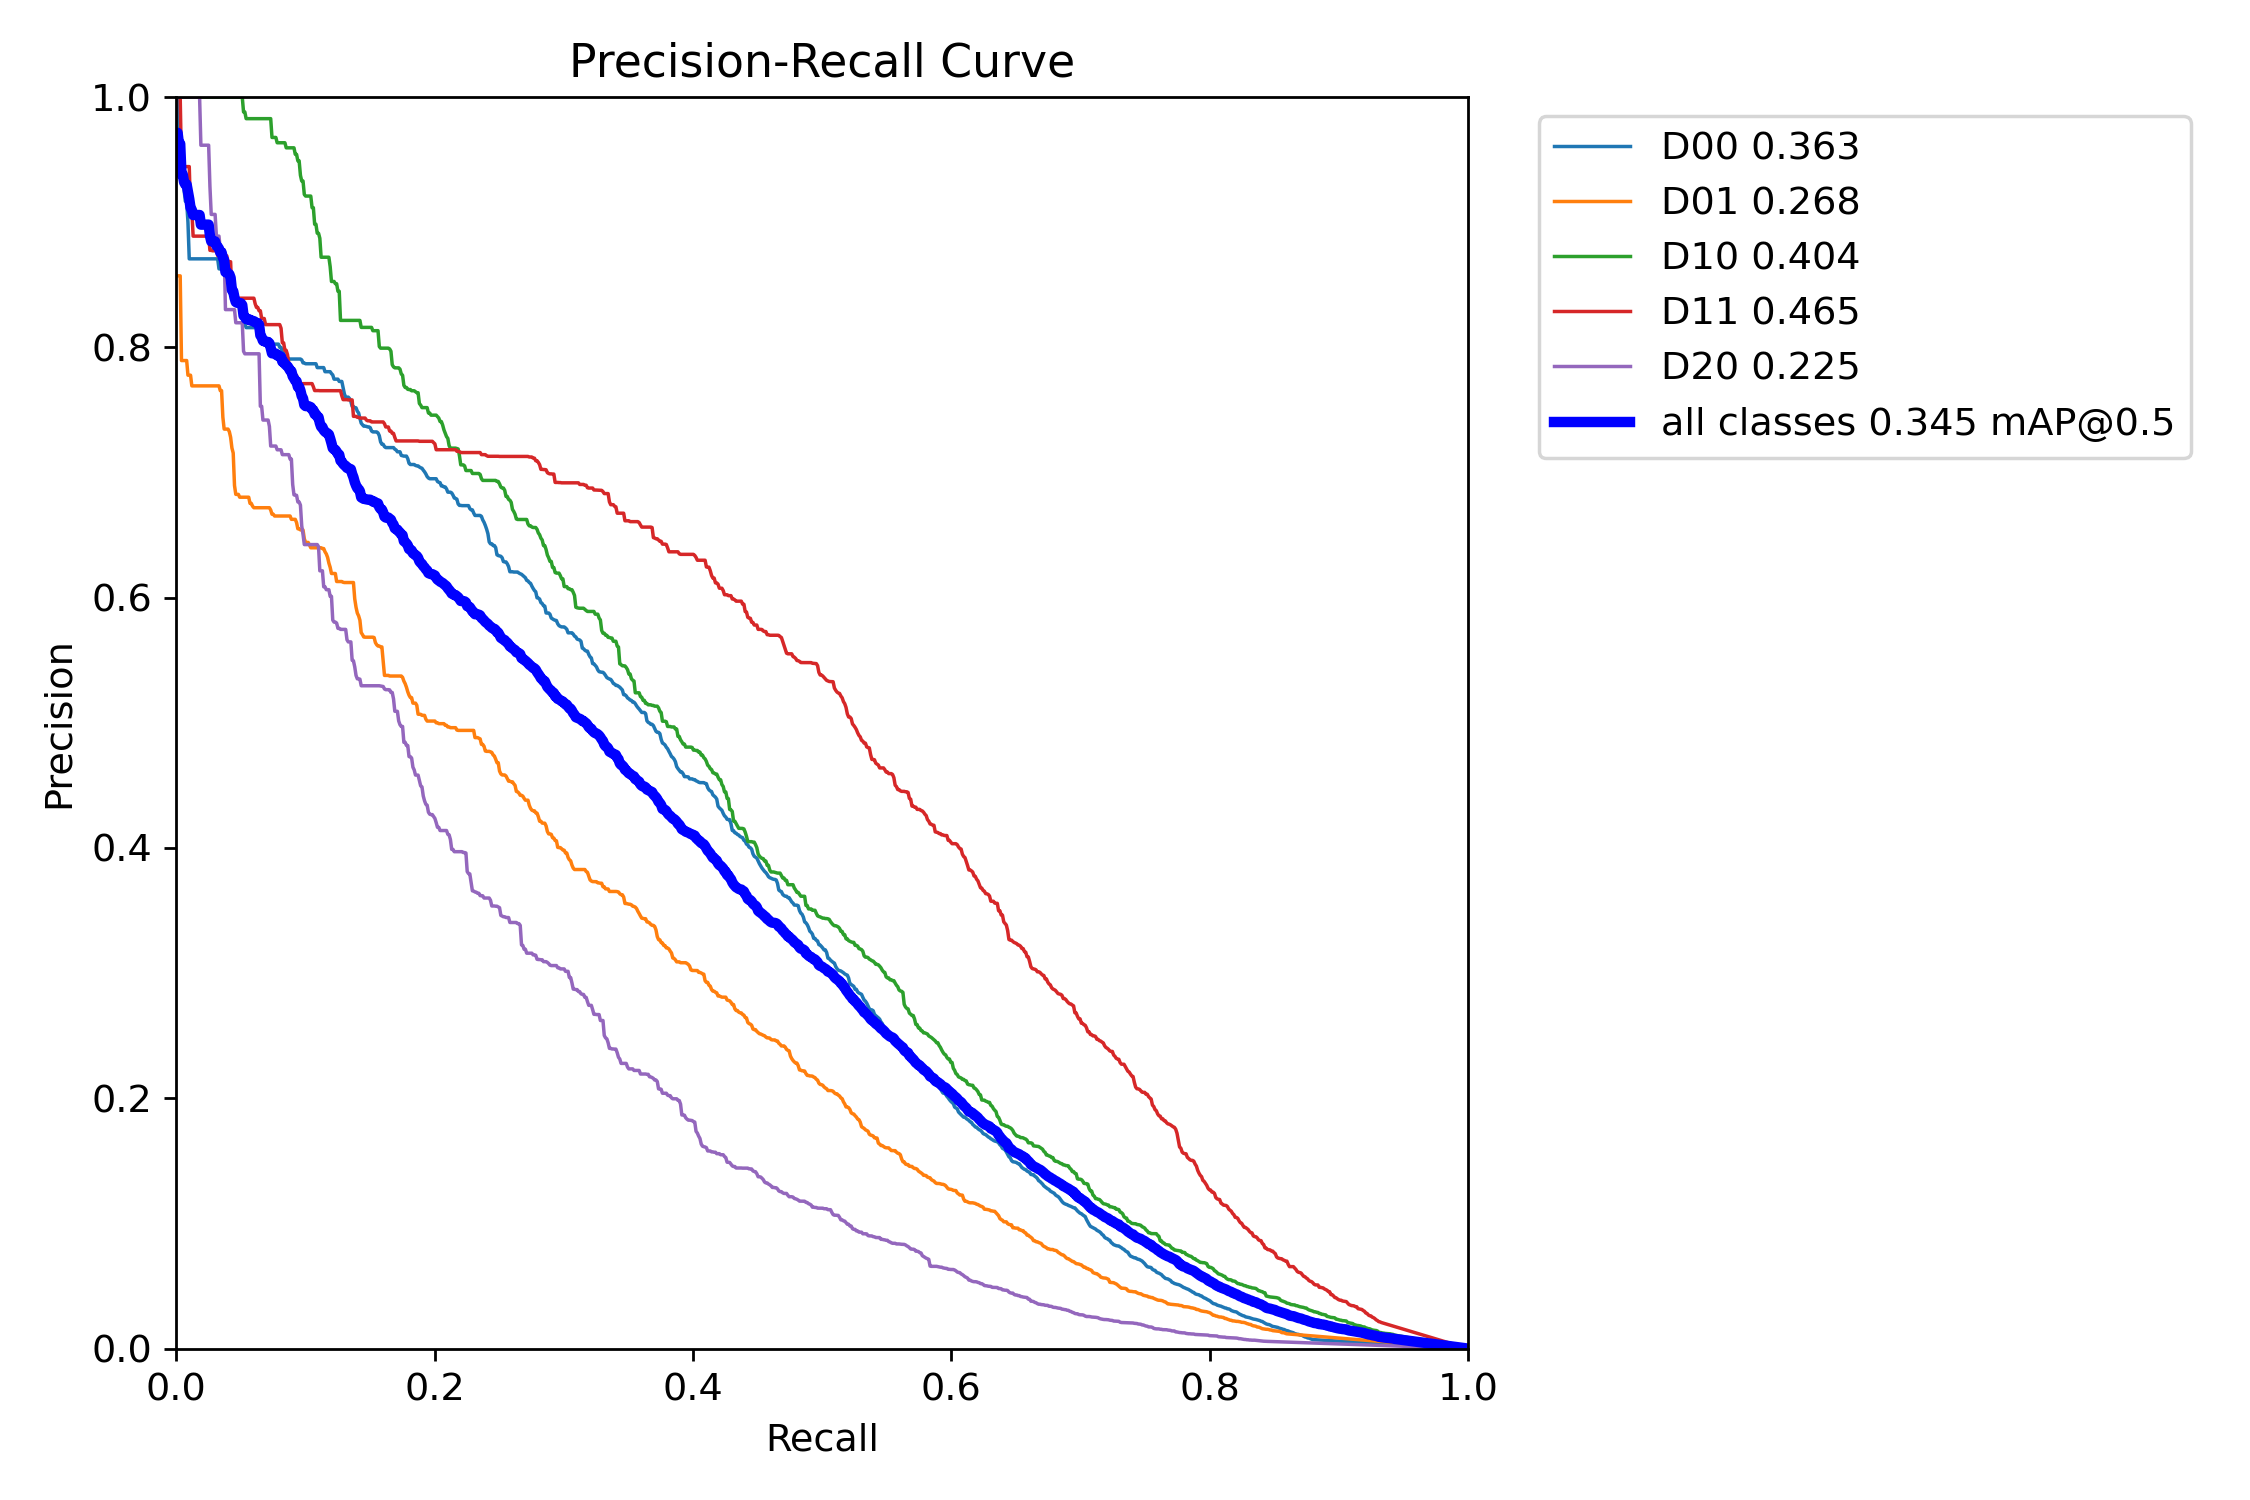 Precision-Recall Curve
1.0
0.8
0.6
0.4
0.2
0.0
Precision
0.0 0.2 0.4 0.6 0.8 1.0
Recall
D00 0.363
D01 0.268
D10 0.404
D11 0.465
D20 0.225
all classes 0.345 mAP@0.5